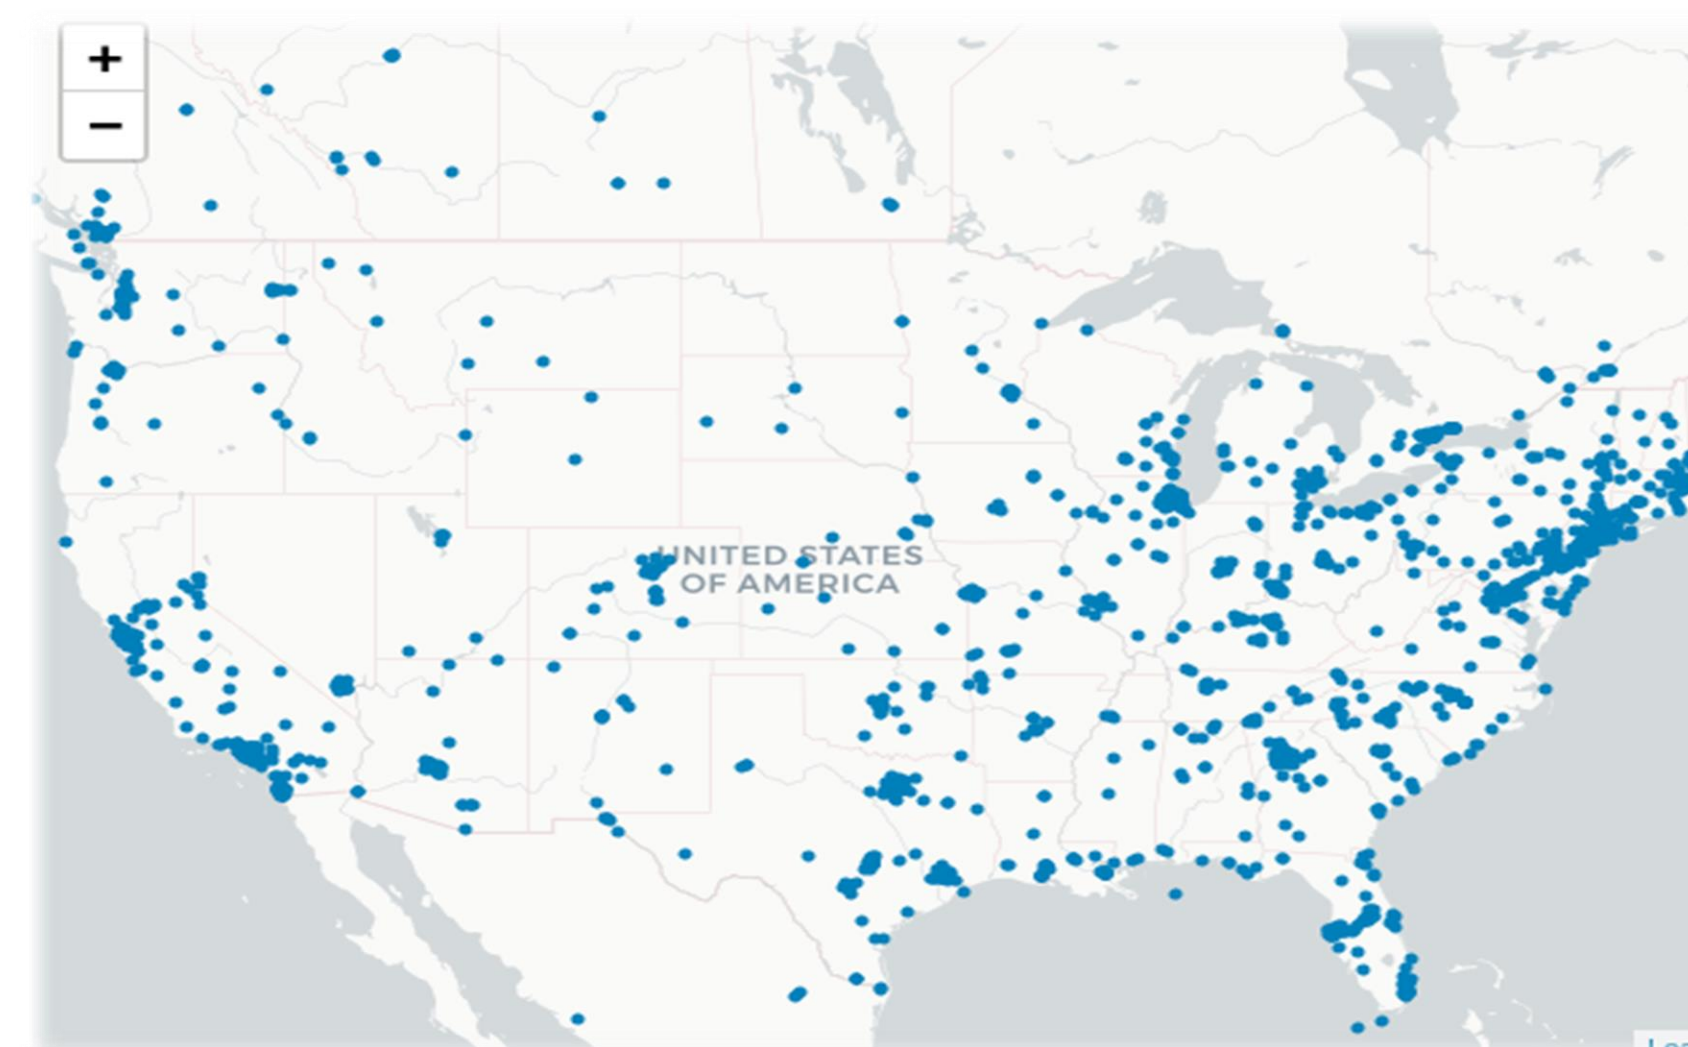 +
−
UNITED STATES
OF AMERICA